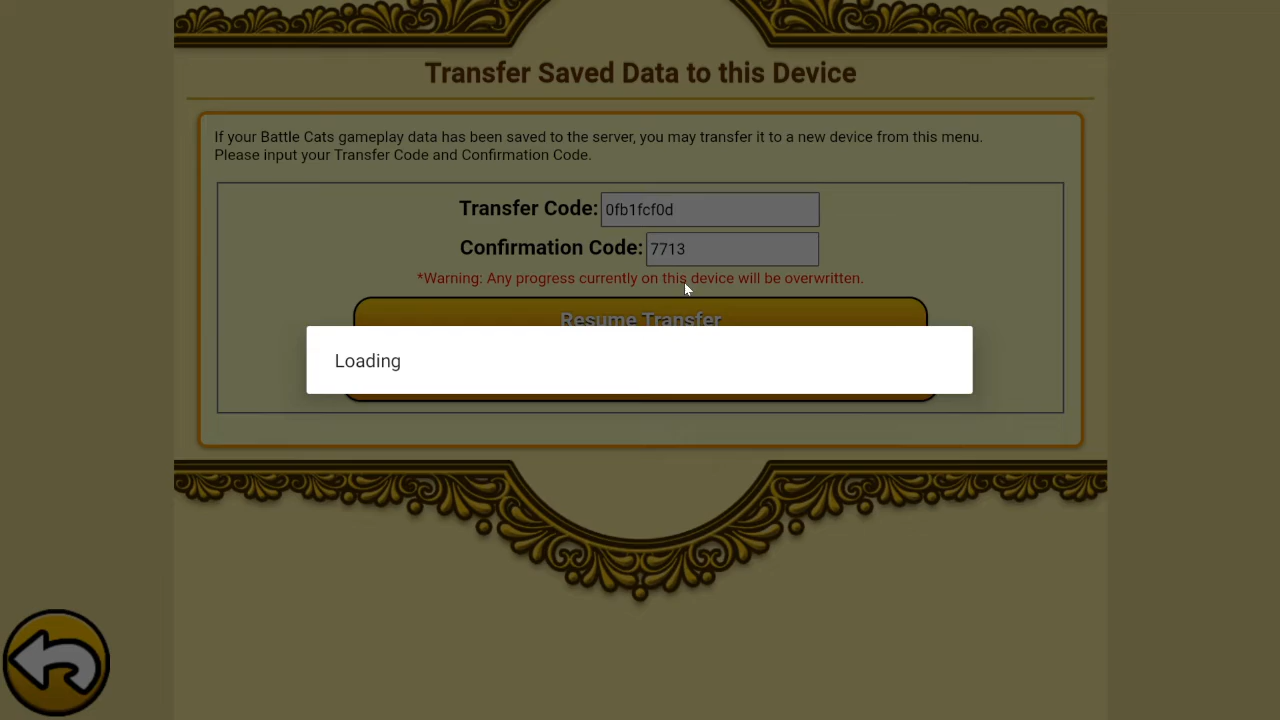 Transfer Saved Data to this Device
If your Battle Cats gameplay data has been saved to the server, you may transfer it to a new device from this menu.
Please input your Transfer Code and Confirmation Code.
Transfer Code: 0fb1fcf0d
Confirmation Code: 7713
*Warning: Any progress currently on this device will be overwritten.
Resume Transfer
Loading